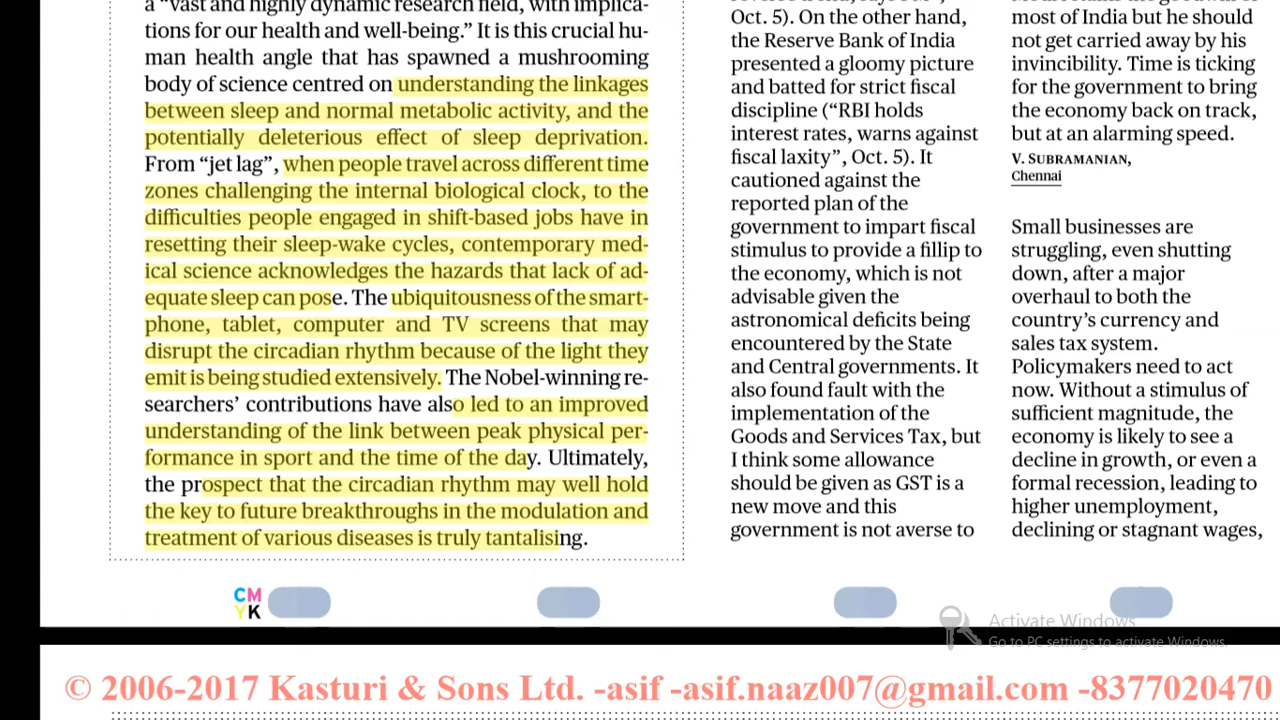 a “vast and highly dynamic research field, with implica-
tions for our health and well-being.” It is this crucial hu-
man health angle that has spawned a mushrooming
body of science centred on understanding the linkages
between sleep and normal metabolic activity, and the
potentially deleterious effect of sleep deprivation.
From “jet lag”, when people travel across different time
zones challenging the internal biological clock, to the
difficulties people engaged in shift-based jobs have in
resetting their sleep-wake cycles, contemporary med-
ical science acknowledges the hazards that lack of ad-
equate sleep can pose. The ubiquitousness of the smart-
phone, tablet, computer and TV screens that may
disrupt the circadian rhythm because of the light they
emit is being studied extensively. The Nobel-winning re-
searchers’ contributions have also led to an improved
understanding of the link between peak physical per-
formance in sport and the time of the day. Ultimately,
the prospect that the circadian rhythm may well hold
the key to future breakthroughs in the modulation and
treatment of various diseases is truly tantalising.
Oct. 5). On the other hand,
the Reserve Bank of India
presented a gloomy picture
and batted for strict fiscal
discipline (“RBI holds
interest rates, warns against
fiscal laxity”, Oct. 5). It
cautioned against the
reported plan of the
government to impart fiscal
stimulus to provide a fillip to
the economy, which is not
advisable given the
astronomical deficits being
encountered by the State
and Central governments. It
also found fault with the
implementation of the
Goods and Services Tax, but
I think some allowance
should be given as GST is a
new move and this
government is not averse to
most of India but he should
not get carried away by his
invincibility. Time is ticking
for the government to bring
the economy back on track,
but at an alarming speed.
V. SUBRAMANIAN,
Chennai
Small businesses are
struggling, even shutting
down, after a major
overhaul to both the
country’s currency and
sales tax system.
Policymakers need to act
now. Without a stimulus of
sufficient magnitude, the
economy is likely to see a
decline in growth, or even a
formal recession, leading to
higher unemployment,
declining or stagnant wages,
CM
YK
Activate Windows
Go to PC settings to activate Windows.
© 2006-2017 Kasturi & Sons Ltd. -asif -asif.naaz007@gmail.com -8377020470